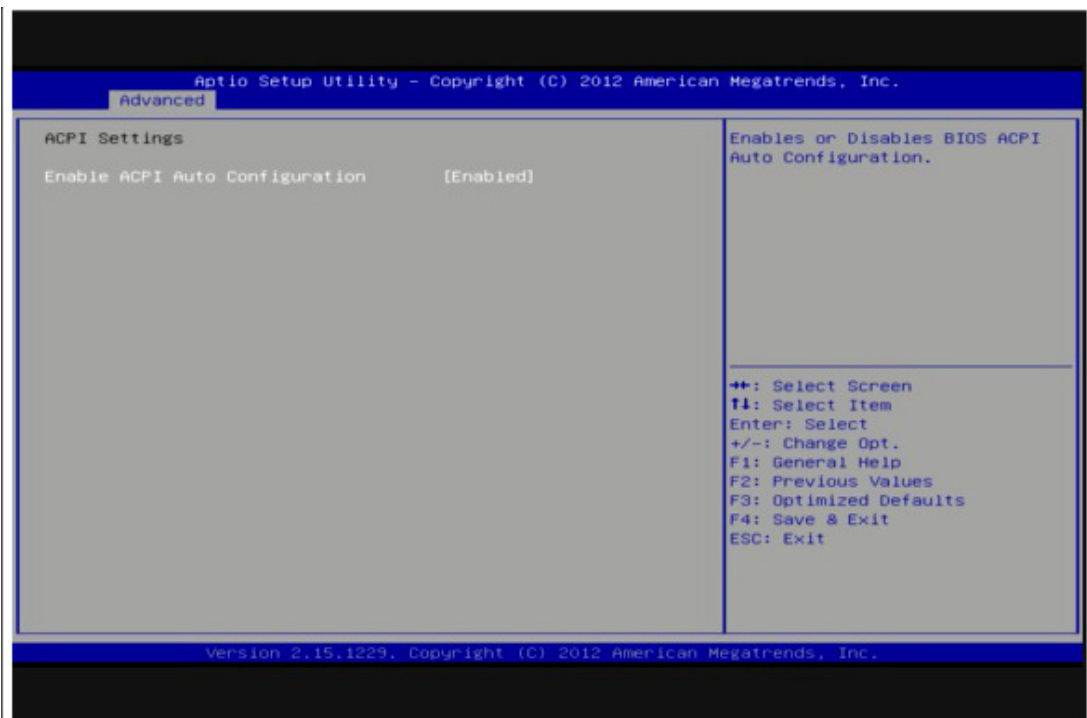 Aptio Setup Utility – Copyright (C) 2012 American Megatrends, Inc.
Advanced
ACPI Settings
Enable ACPI Auto Configuration [Enabled]
Enables or Disables BIOS ACPI
Auto Configuration.
→←: Select Screen
↑↓: Select Item
Enter: Select
+/-: Change Opt.
F1: General Help
F2: Previous Values
F3: Optimized Defaults
F4: Save & Exit
ESC: Exit
Version 2.15.1229. Copyright (C) 2012 American Megatrends, Inc.